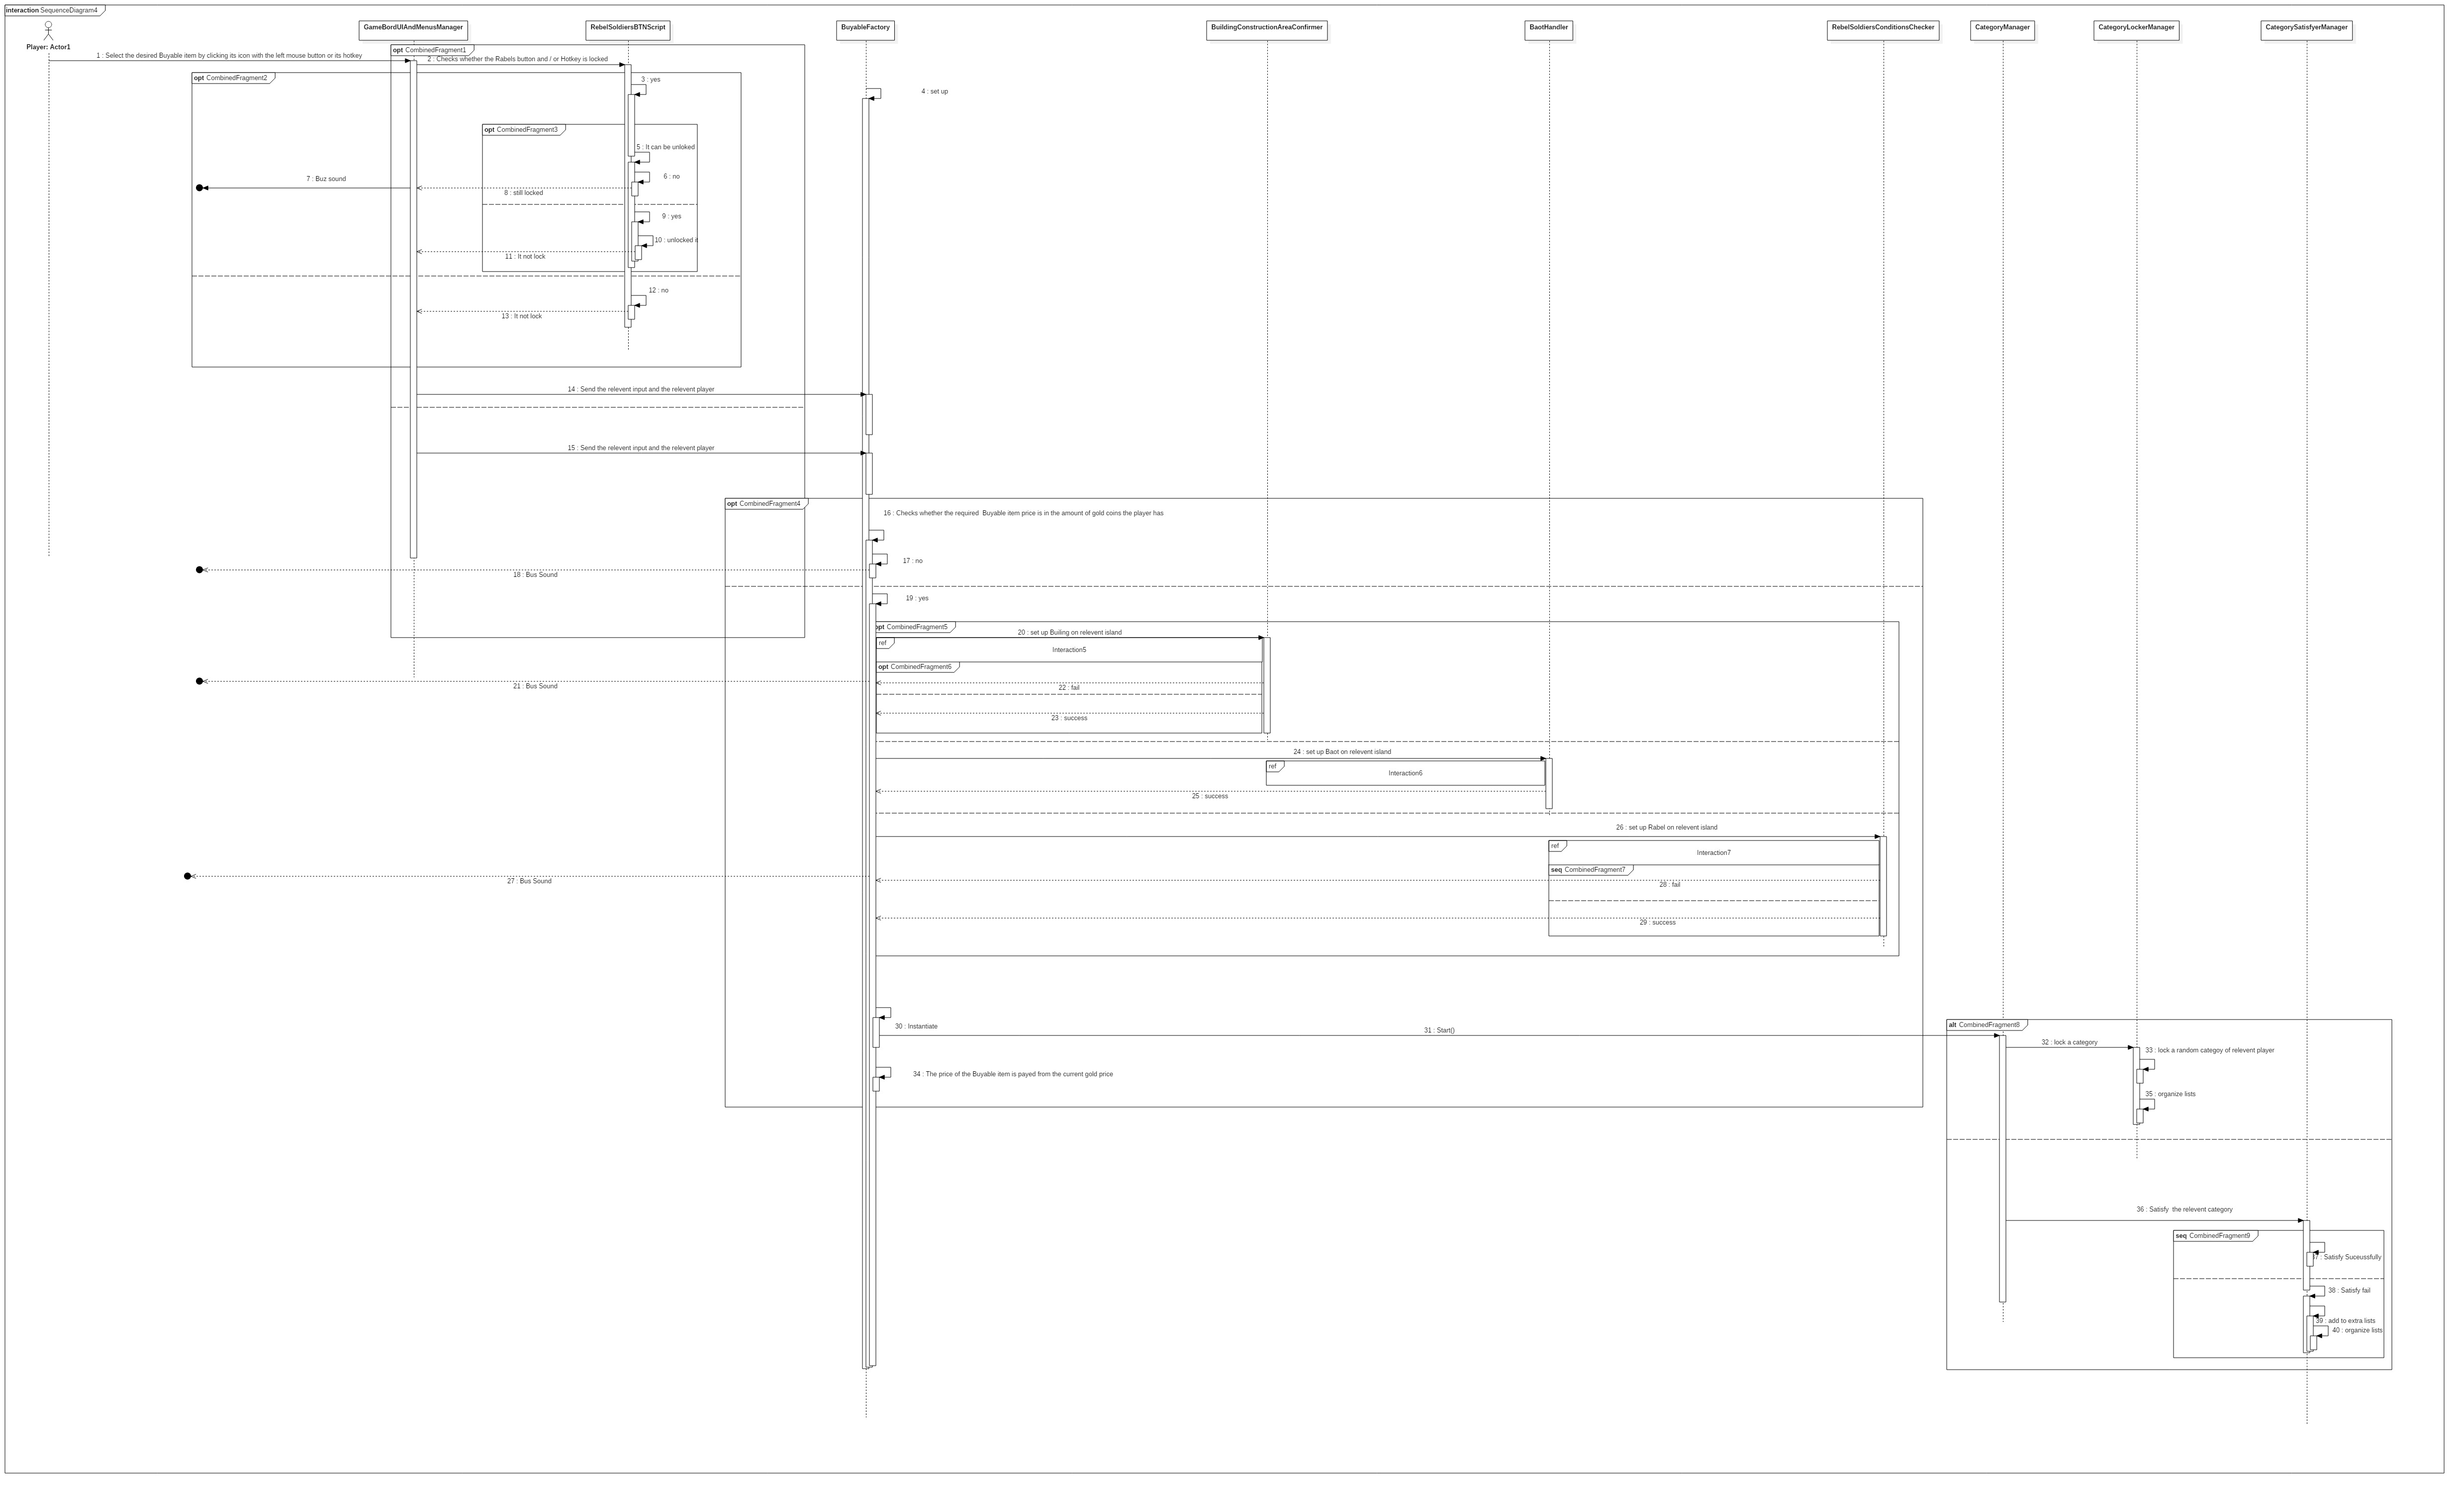 interaction SequenceDiagram4
Player: Actor1
GameBordUIAndMenusManager
RebelSoldiersBTNScript
BuyableFactory
BuildingConstructionAreaConfirmer
BaotHandler
RebelSoldiersConditionsChecker
CategoryManager
CategoryLockerManager
CategorySatisfyerManager
opt CombinedFragment1
1 : Select the desired Buyable item by clicking its icon with the left mouse button or its hotkey
2 : Checks whether the Rabels button and / or Hotkey is locked
opt CombinedFragment2
3 : yes
4 : set up
opt CombinedFragment3
5 : It can be unloked
6 : no
7 : Buz sound
8 : still locked
9 : yes
10 : unlocked it
11 : It not lock
12 : no
13 : It not lock
14 : Send the relevent input and the relevent player
15 : Send the relevent input and the relevent player
opt CombinedFragment4
16 : Checks whether the required  Buyable item price is in the amount of gold coins the player has
17 : no
18 : Bus Sound
19 : yes
opt CombinedFragment5
20 : set up Builing on relevent island
ref
Interaction5
opt CombinedFragment6
21 : Bus Sound
22 : fail
23 : success
24 : set up Baot on relevent island
ref
Interaction6
25 : success
26 : set up Rabel on relevent island
ref
Interaction7
seq CombinedFragment7
27 : Bus Sound
28 : fail
29 : success
30 : Instantiate
31 : Start()
alt CombinedFragment8
32 : lock a category
33 : lock a random categoy of relevent player
34 : The price of the Buyable item is payed from the current gold price
35 : organize lists
36 : Satisfy  the relevent category
seq CombinedFragment9
37 : Satisfy Suceussfully
38 : Satisfy fail
39 : add to extra lists
40 : organize lists